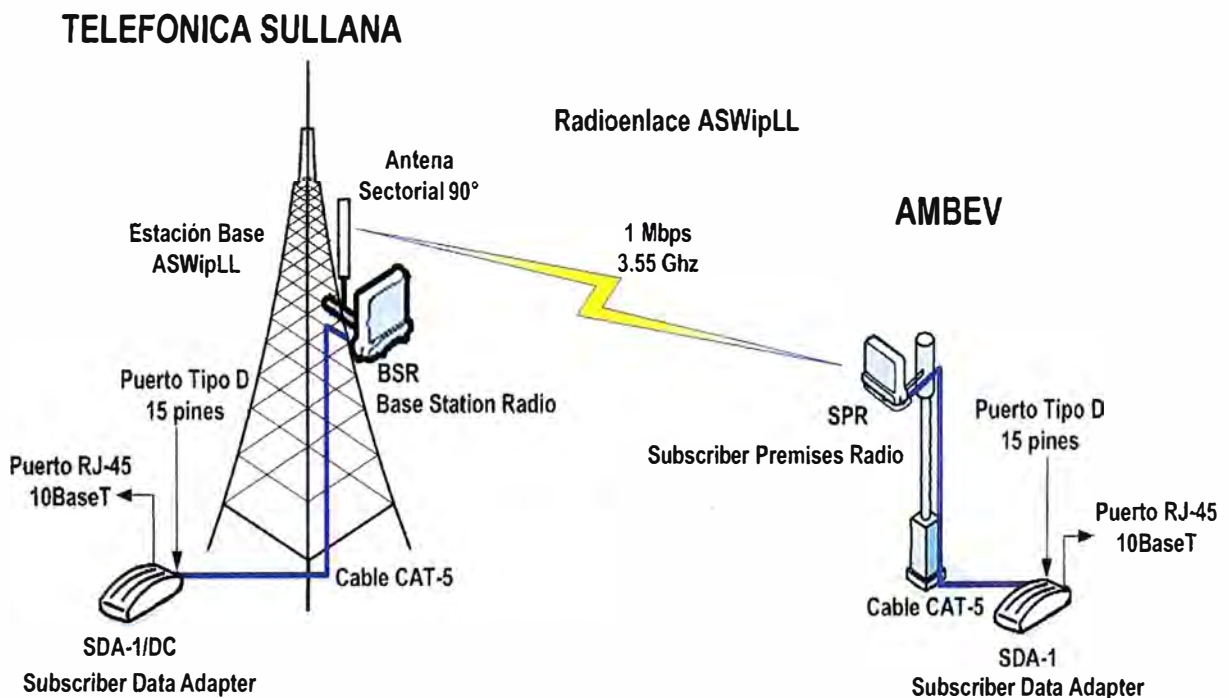 TELEFONICA SULLANA
Radioenlace ASWipLL
Antena
Sectorial 90°
AMBEV
Estación Base
ASWipLL
1 Mbps
3.55 Ghz
Puerto Tipo D
15 pines
BSR
Base Station Radio
SPR
Subscriber Premises Radio
Puerto Tipo D
15 pines
Puerto RJ-45
10BaseT
Puerto RJ-45
10BaseT
Cable CAT-5
Cable CAT-5
SDA-1/DC
Subscriber Data Adapter
SDA-1
Subscriber Data Adapter